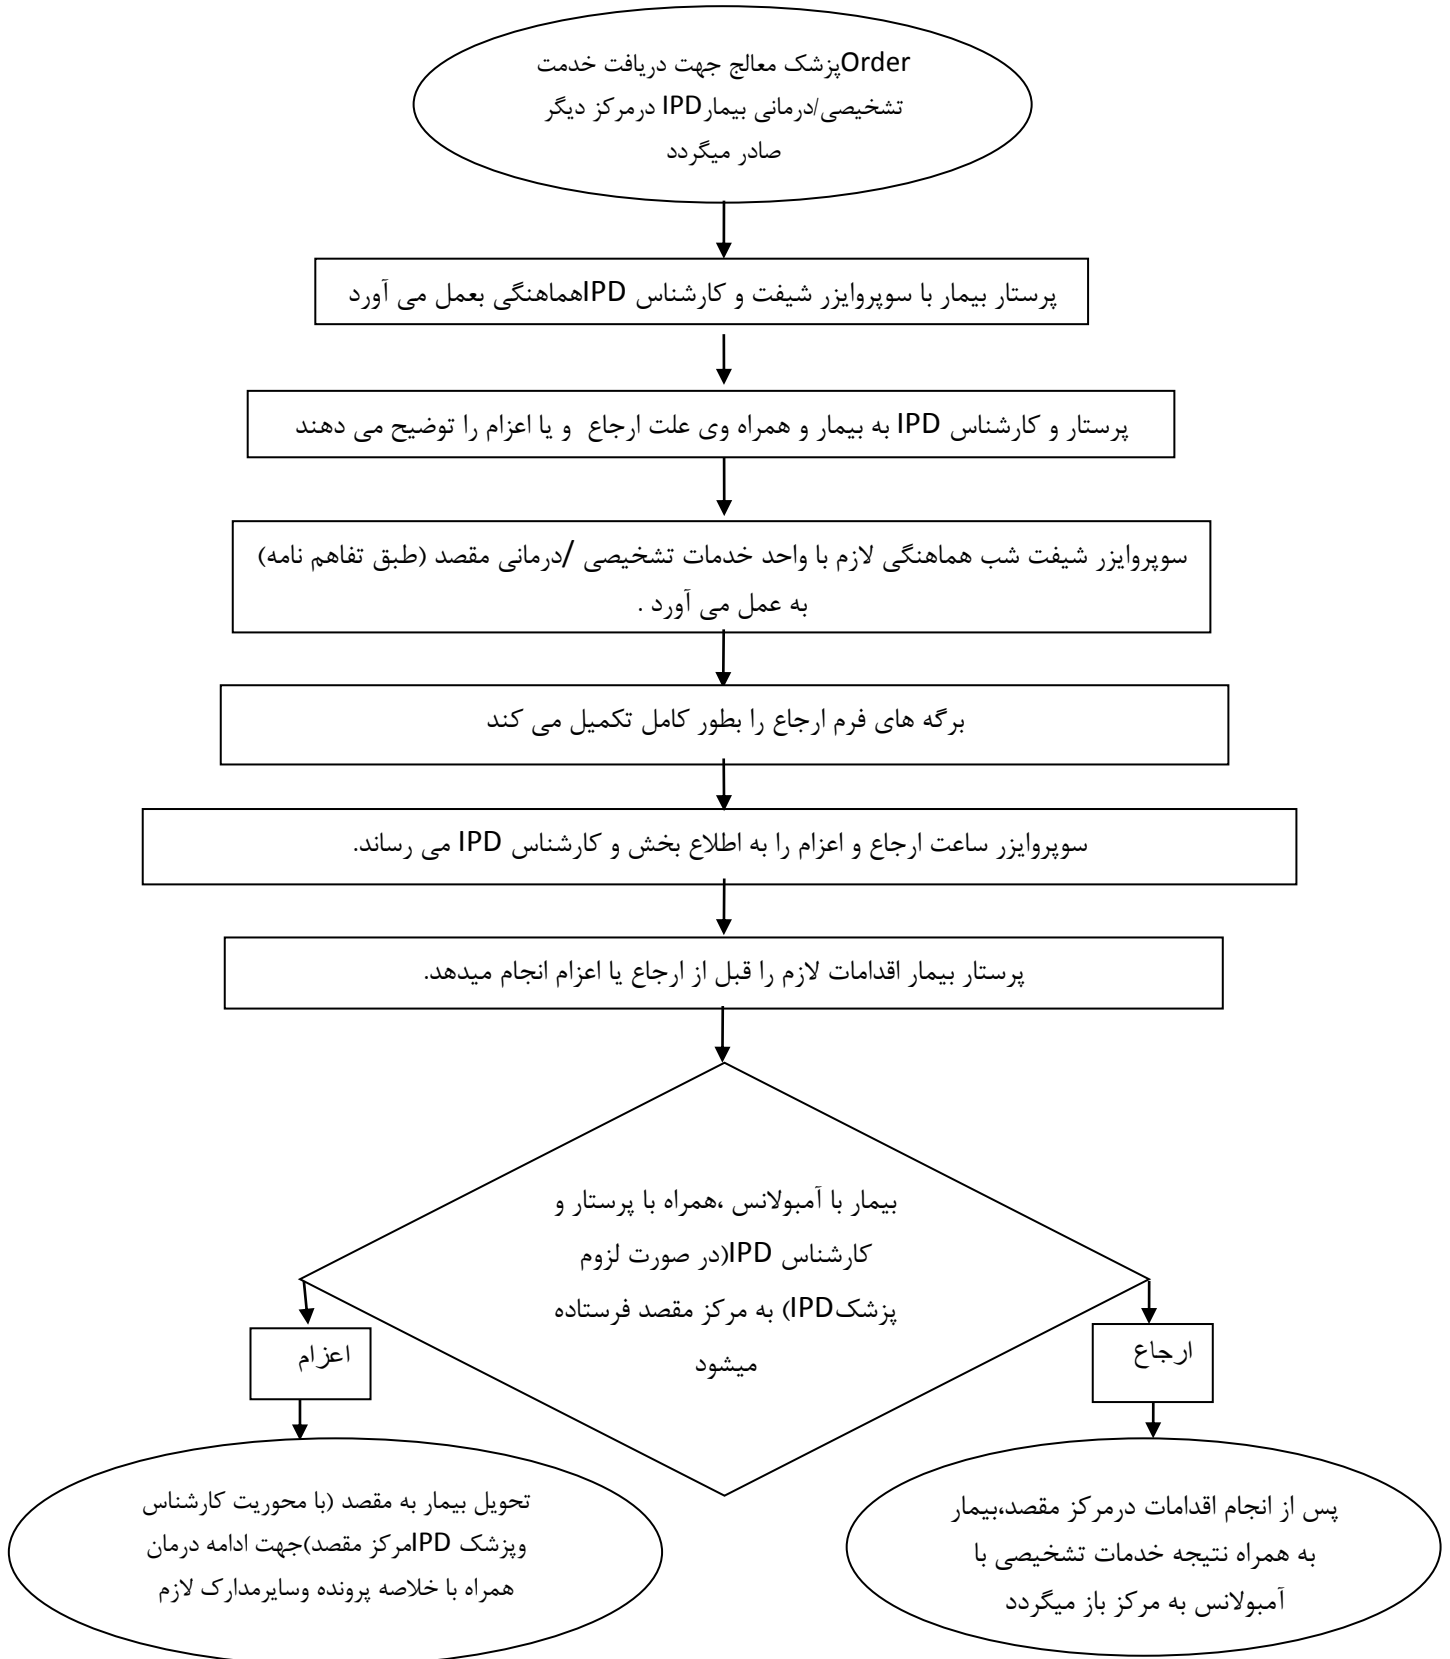 Orderپزشک معالج جهت دریافت خدمت
تشخیصی/درمانی بیمارIPD درمرکز دیگر
صادر میگردد
پرستار بیمار با سوپروایزر شیفت و کارشناس IPDهماهنگی بعمل می آورد
پرستار و کارشناس IPD به بیمار و همراه وی علت ارجاع و یا اعزام را توضیح می دهند
سوپروایزر شیفت شب هماهنگی لازم با واحد خدمات تشخیصی /درمانی مقصد (طبق تفاهم نامه)
به عمل می آورد .
برگه های فرم ارجاع را بطور کامل تکمیل می کند
سوپروایزر ساعت ارجاع و اعزام را به اطلاع بخش و کارشناس IPD می رساند.
پرستار بیمار اقدامات لازم را قبل از ارجاع یا اعزام انجام میدهد.
بیمار با آمبولانس ،همراه با پرستار و
کارشناس IPD(در صورت لزوم
پزشکIPD) به مرکز مقصد فرستاده
میشود
ارجاع
اعزام
پس از انجام اقدامات درمرکز مقصد،بیمار
به همراه نتیجه خدمات تشخیصی با
آمبولانس به مرکز باز میگردد
تحویل بیمار به مقصد (با محوریت کارشناس
وپزشک IPDمرکز مقصد)جهت ادامه درمان
همراه با خلاصه پرونده وسایرمدارک لازم